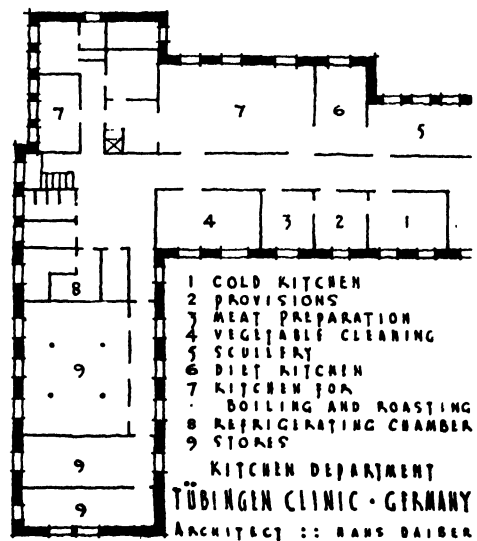 7
7
6
5
4
3
2
1
8
9
9
9
1 COLD KITCHEN
2 PROVISIONS
3 MEAT PREPARATION
4 VEGETABLE CLEANING
5 SCULLERY
6 DIET KITCHEN
7 KITCHEN FOR
BOILING AND ROASTING
8 REFRIGERATING CHAMBER
9 STORES
KITCHEN DEPARTMENT
TÜBINGEN CLINIC · GERMANY
ARCHITECT :: HANS DAIBER